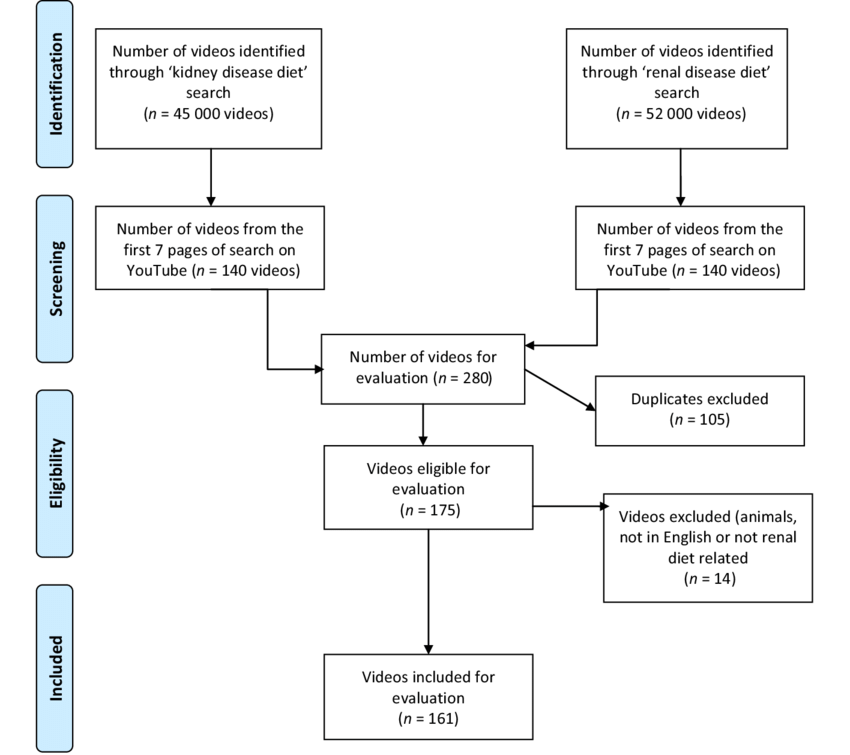 Identification
Number of videos identified
through ‘kidney disease diet’
search
(n = 45 000 videos)
Number of videos identified
through ‘renal disease diet’
search
(n = 52 000 videos)
Screening
Number of videos from the
first 7 pages of search on
YouTube (n = 140 videos)
Number of videos from the
first 7 pages of search on
YouTube (n = 140 videos)
Number of videos for
evaluation (n = 280)
Duplicates excluded
(n = 105)
Eligibility
Videos eligible for
evaluation
(n = 175)
Videos excluded (animals,
not in English or not renal
diet related
(n = 14)
Included
Videos included for
evaluation
(n = 161)